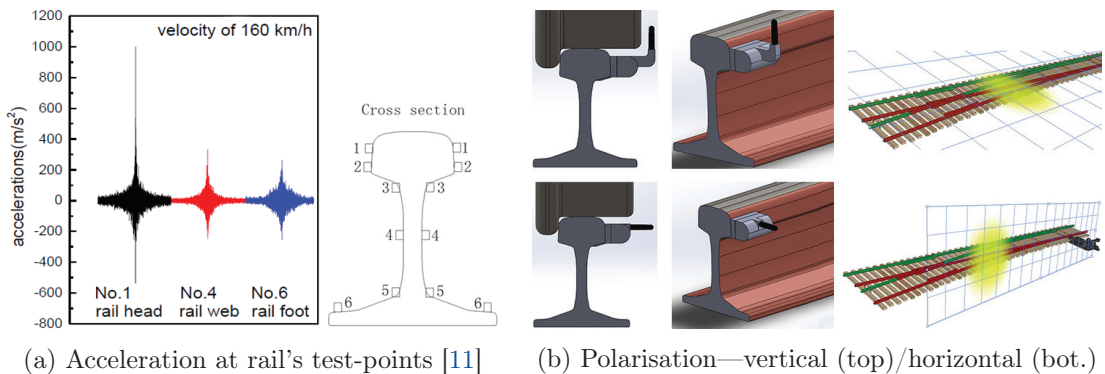 1200
1000
800
600
400
200
0
-200
-400
-600
-800
accelerations(m/s²)
velocity of 160 km/h
No.1 No.4 No.6
rail head rail web rail foot
Cross section
1 1
2 2
3 3
4 4
5 5
6 6
(a) Acceleration at rail's test-points [11]
(b) Polarisation—vertical (top)/horizontal (bot.)